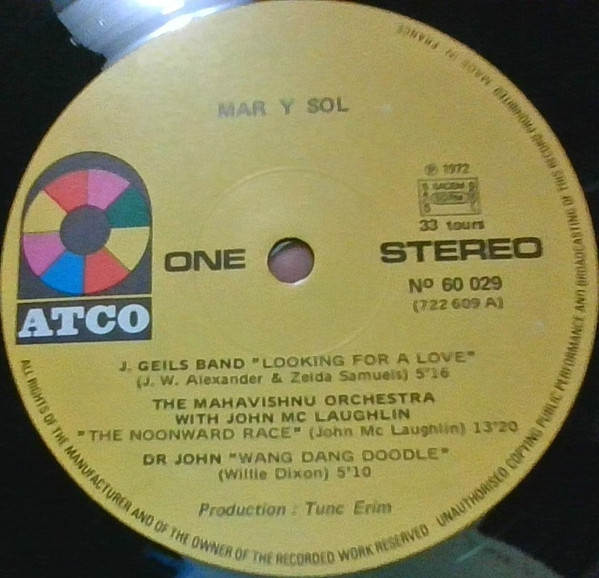 MAR Y SOL
℗ 1972
SACEM
33 tours
ONE
STEREO
Nº 60 029
(722 609 A)
ATCO
J. GEILS BAND "LOOKING FOR A LOVE"
(J. W. Alexander & Zelda Samuels) 5'16
THE MAHAVISHNU ORCHESTRA
WITH JOHN MC LAUGHLIN
"THE NOONWARD RACE" (John Mc Laughlin) 13'20
DR JOHN "WANG DANG DOODLE"
(Willie Dixon) 5'10
Production : Tunc Erim
ALL RIGHTS OF THE MANUFACTURER AND OF THE OWNER OF THE RECORDED WORK RESERVED UNAUTHORISED COPYING PUBLIC PERFORMANCE AND BROADCASTING OF THIS RECORD PROHIBITED MADE IN FRANCE